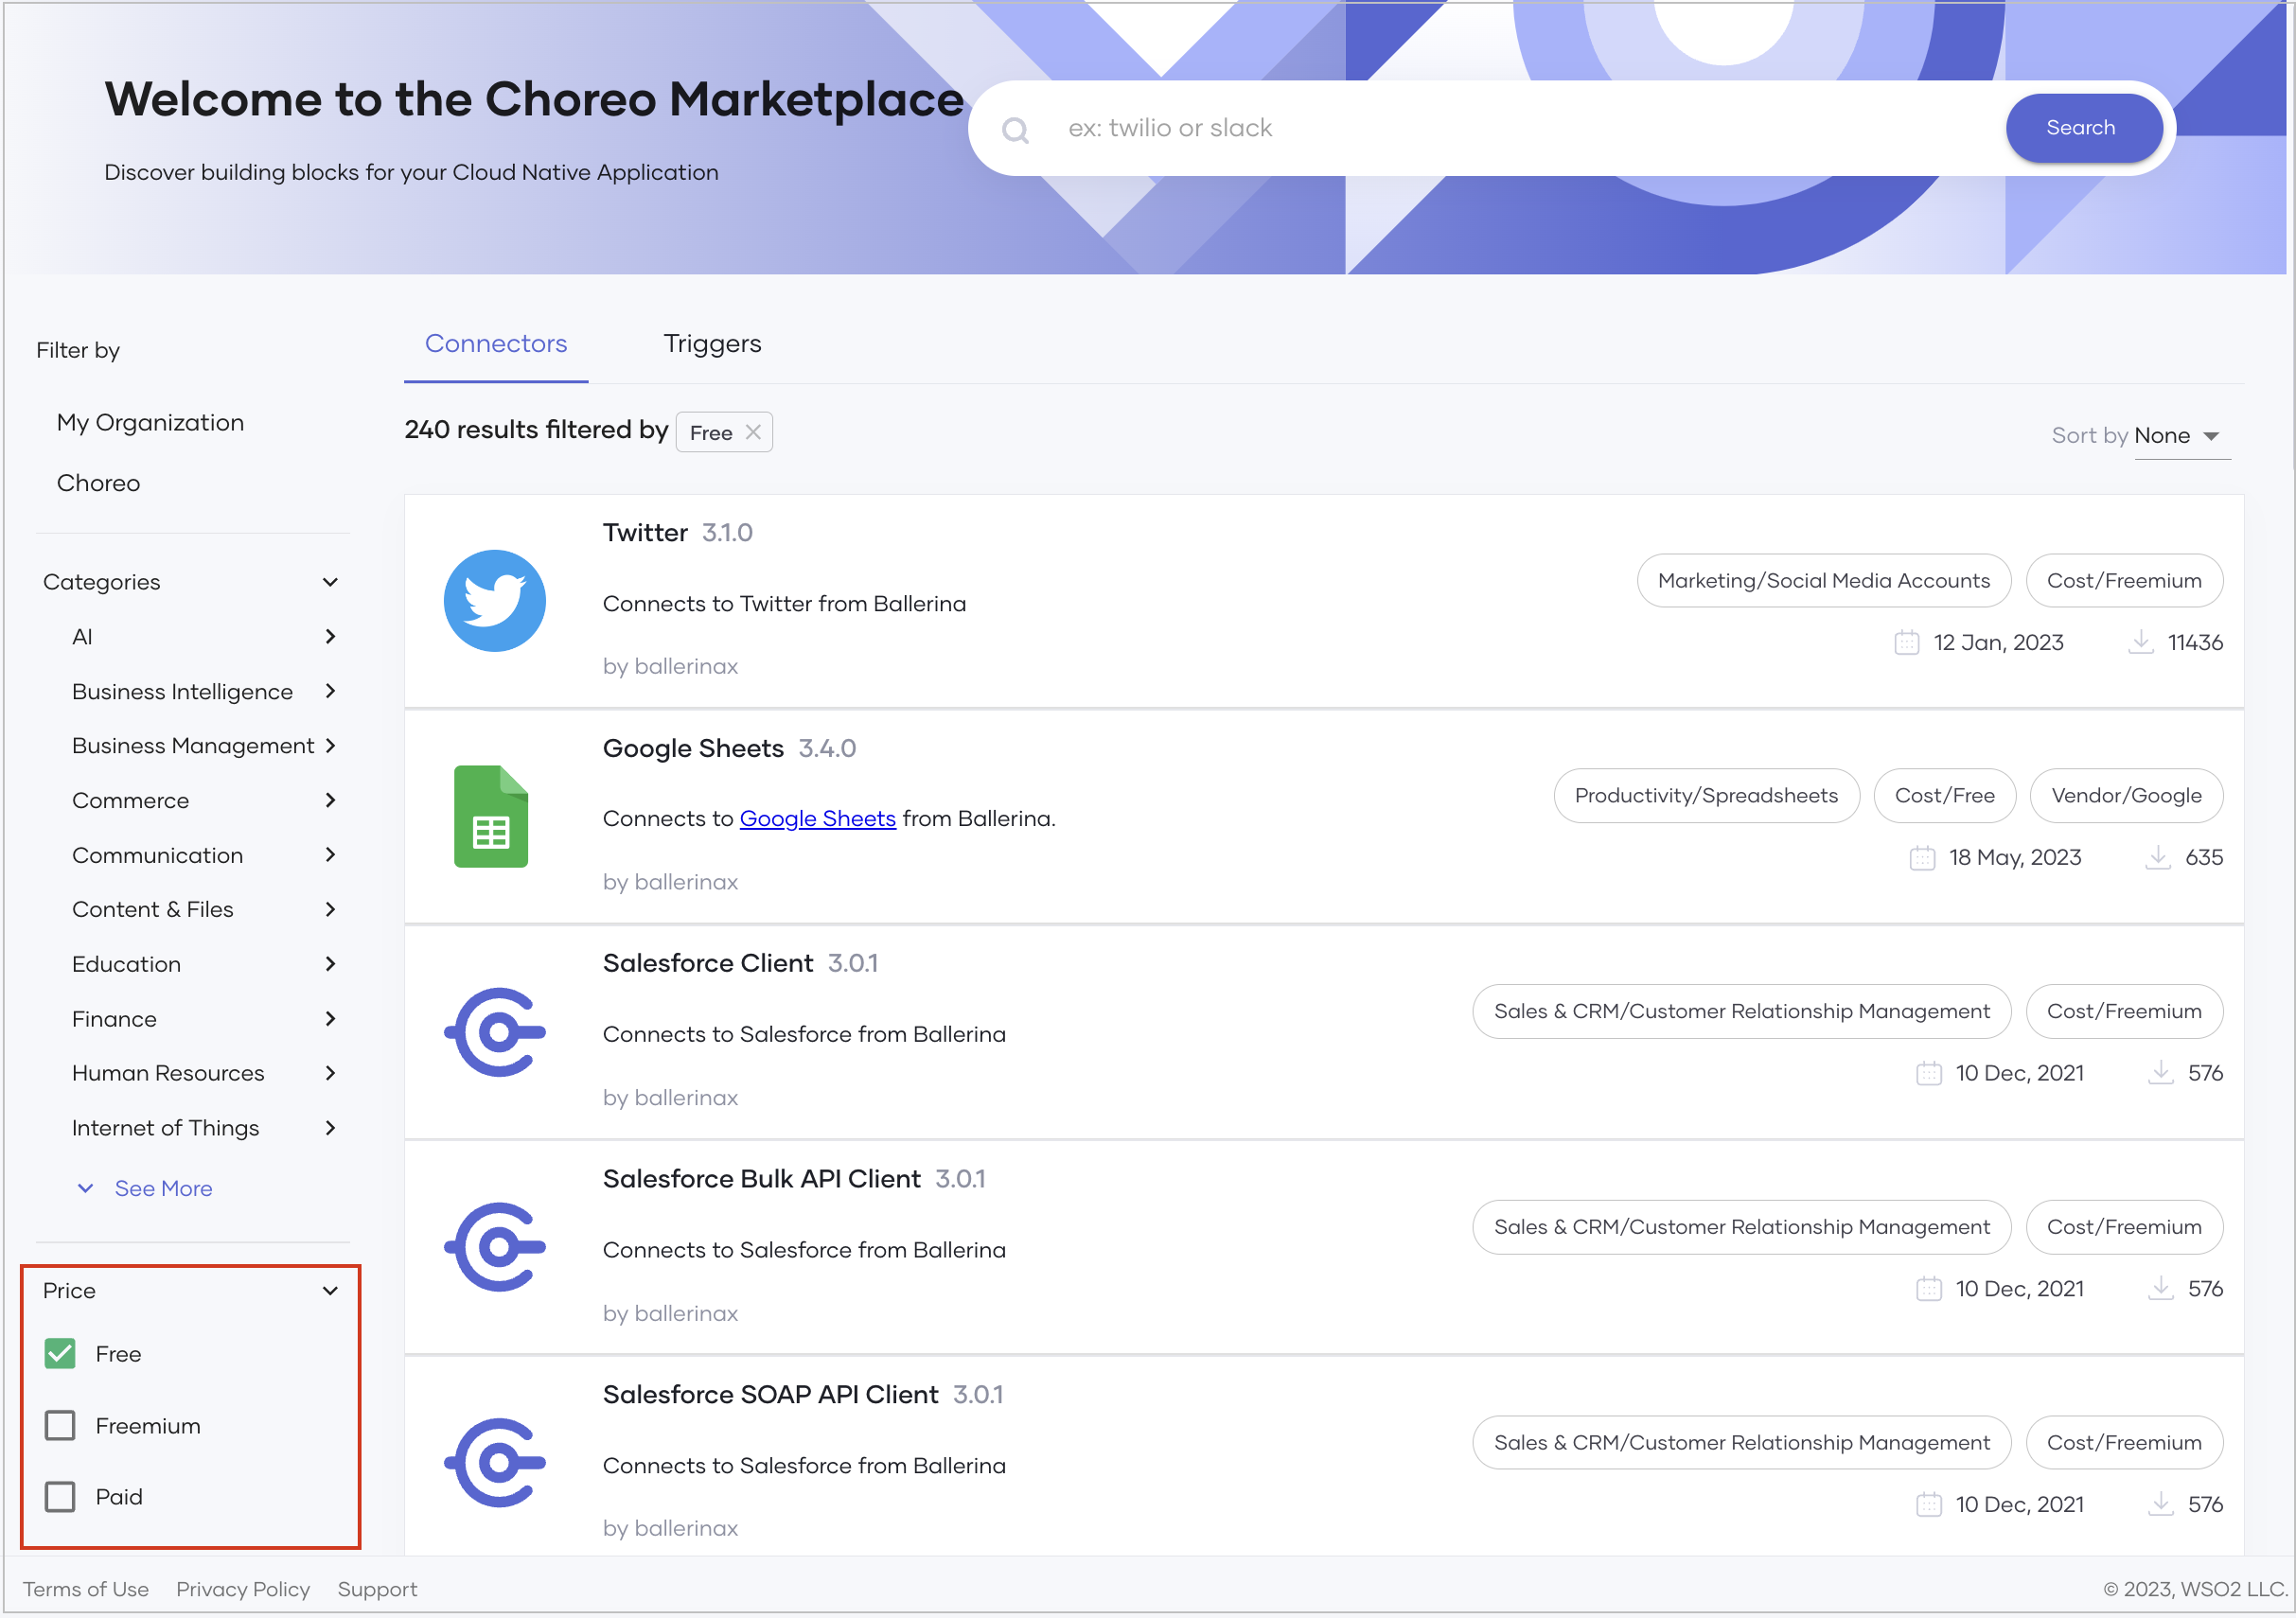 Welcome to the Choreo Marketplace
Discover building blocks for your Cloud Native Application
ex: twilio or slack
Search
Filter by
My Organization
Choreo
Categories
AI
Business Intelligence
Business Management
Commerce
Communication
Content & Files
Education
Finance
Human Resources
Internet of Things
See More
Price
Free
Freemium
Paid
Connectors
Triggers
240 results filtered by Free
Sort by None
Twitter 3.1.0
Connects to Twitter from Ballerina
by ballerinax
Marketing/Social Media Accounts
Cost/Freemium
12 Jan, 2023
11436
Google Sheets 3.4.0
Connects to Google Sheets from Ballerina.
by ballerinax
Productivity/Spreadsheets
Cost/Free
Vendor/Google
18 May, 2023
635
Salesforce Client 3.0.1
Connects to Salesforce from Ballerina
by ballerinax
Sales & CRM/Customer Relationship Management
Cost/Freemium
10 Dec, 2021
576
Salesforce Bulk API Client 3.0.1
Connects to Salesforce from Ballerina
by ballerinax
Sales & CRM/Customer Relationship Management
Cost/Freemium
10 Dec, 2021
576
Salesforce SOAP API Client 3.0.1
Connects to Salesforce from Ballerina
by ballerinax
Sales & CRM/Customer Relationship Management
Cost/Freemium
10 Dec, 2021
576
Terms of Use
Privacy Policy
Support
© 2023, WSO2 LLC.